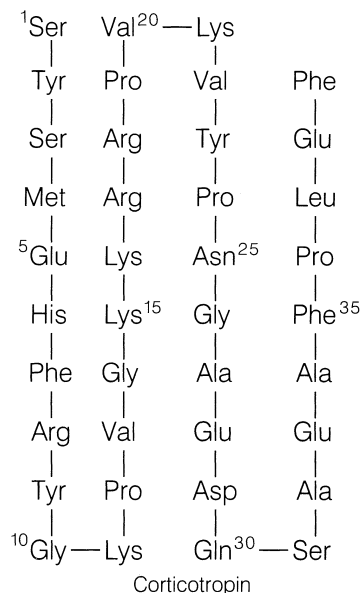 1Ser Val20 — Lys
Tyr Pro Val Phe
Ser Arg Tyr Glu
Met Arg Pro Leu
5Glu Lys Asn25 Pro
His Lys15 Gly Phe35
Phe Gly Ala Ala
Arg Val Glu Glu
Tyr Pro Asp Ala
10Gly — Lys Gln30 — Ser
Corticotropin